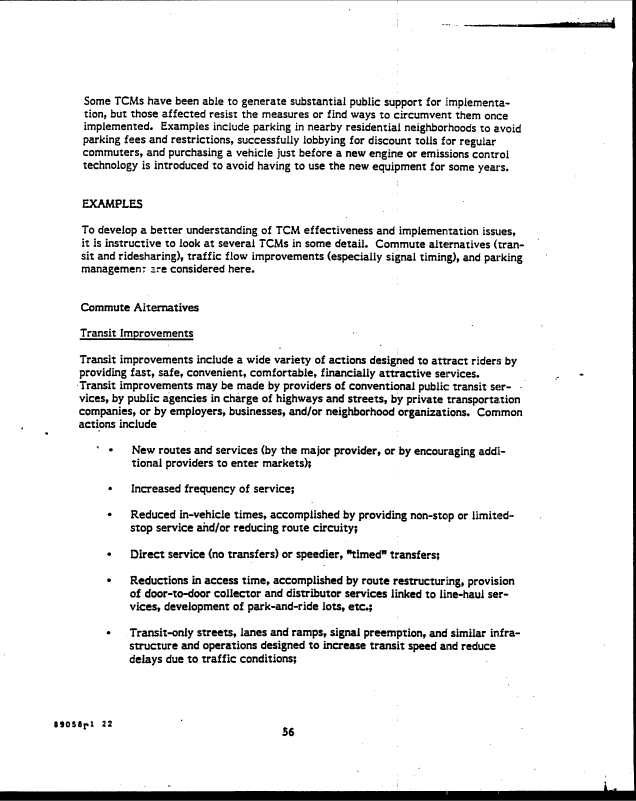 Some TCMs have been able to generate substantial public support for implementa-
tion, but those affected resist the measures or find ways to circumvent them once
implemented. Examples include parking in nearby residential neighborhoods to avoid
parking fees and restrictions, successfully lobbying for discount tolls for regular
commuters, and purchasing a vehicle just before a new engine or emissions control
technology is introduced to avoid having to use the new equipment for some years.
EXAMPLES
To develop a better understanding of TCM effectiveness and implementation issues,
it is instructive to look at several TCMs in some detail. Commute alternatives (tran-
sit and ridesharing), traffic flow improvements (especially signal timing), and parking
management are considered here.
Commute Alternatives
Transit Improvements
Transit improvements include a wide variety of actions designed to attract riders by
providing fast, safe, convenient, comfortable, financially attractive services.
Transit improvements may be made by providers of conventional public transit ser-
vices, by public agencies in charge of highways and streets, by private transportation
companies, or by employers, businesses, and/or neighborhood organizations. Common
actions include
• New routes and services (by the major provider, or by encouraging addi-
tional providers to enter markets);
• Increased frequency of service;
• Reduced in-vehicle times, accomplished by providing non-stop or limited-
stop service and/or reducing route circuity;
• Direct service (no transfers) or speedier, "timed" transfers;
• Reductions in access time, accomplished by route restructuring, provision
of door-to-door collector and distributor services linked to line-haul ser-
vices, development of park-and-ride lots, etc.;
• Transit-only streets, lanes and ramps, signal preemption, and similar infra-
structure and operations designed to increase transit speed and reduce
delays due to traffic conditions;
89058r1 22
56